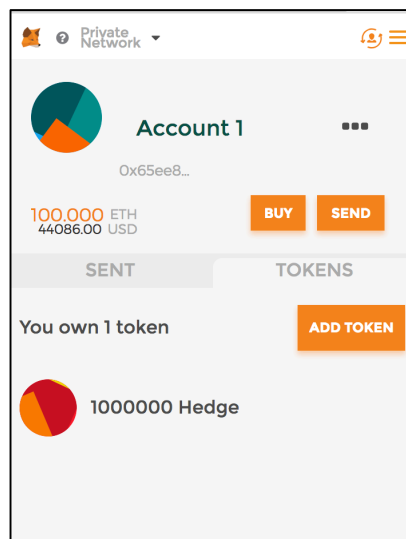 ?
Private
Network
Account 1
0x65ee8...
100.000 ETH
44086.00 USD
BUY
SEND
SENT
TOKENS
You own 1 token
ADD TOKEN
1000000 Hedge